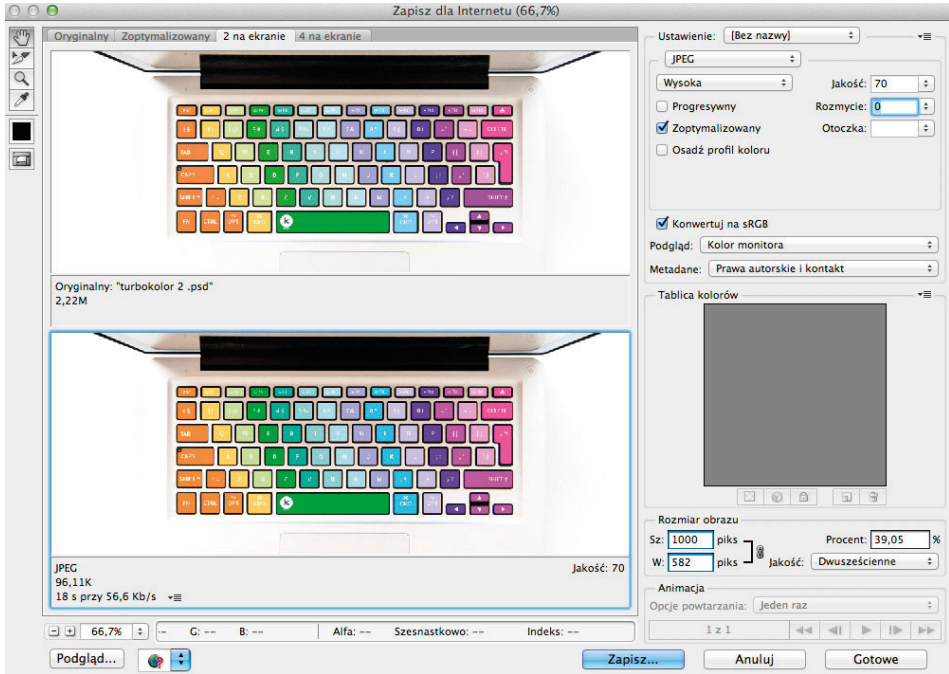 Zapisz dla Internetu (66,7%)
Oryginalny
Zoptymalizowany
2 na ekranie
4 na ekranie
Oryginalny: "turbokolor 2 .psd"
2,22M
JPEG
Jakość: 70
96,11K
18 s przy 56,6 Kb/s
66,7%
--
G: --
B: --
Alfa: --
Szesnastkowo: --
Indeks: --
Podgląd...
Zapisz...
Anuluj
Gotowe
Ustawienie: [Bez nazwy]
JPEG
Wysoka
Jakość: 70
Progresywny
Rozmycie: 0
Zoptymalizowany
Otoczka:
Osadź profil koloru
Konwertuj na sRGB
Podgląd: Kolor monitora
Metadane: Prawa autorskie i kontakt
Tablica kolorów
Rozmiar obrazu
Sz: 1000 piks
Procent: 39,05 %
W: 582 piks
Jakość: Dwusześcienne
Animacja
Opcje powtarzania: Jeden raz
1 z 1